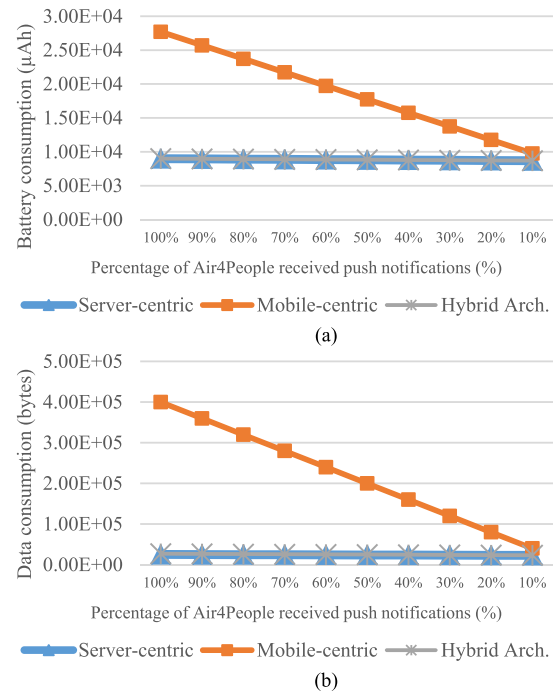 3.00E+04
2.50E+04
2.00E+04
1.50E+04
1.00E+04
5.00E+03
0.00E+00
Battery consumption (µAh)
100% 90% 80% 70% 60% 50% 40% 30% 20% 10%
Percentage of Air4People received push notifications (%)
Server-centric Mobile-centric Hybrid Arch.
(a)
5.00E+05
4.00E+05
3.00E+05
2.00E+05
1.00E+05
0.00E+00
Data consumption (bytes)
100% 90% 80% 70% 60% 50% 40% 30% 20% 10%
Percentage of Air4People received push notifications (%)
Server-centric Mobile-centric Hybrid Arch.
(b)